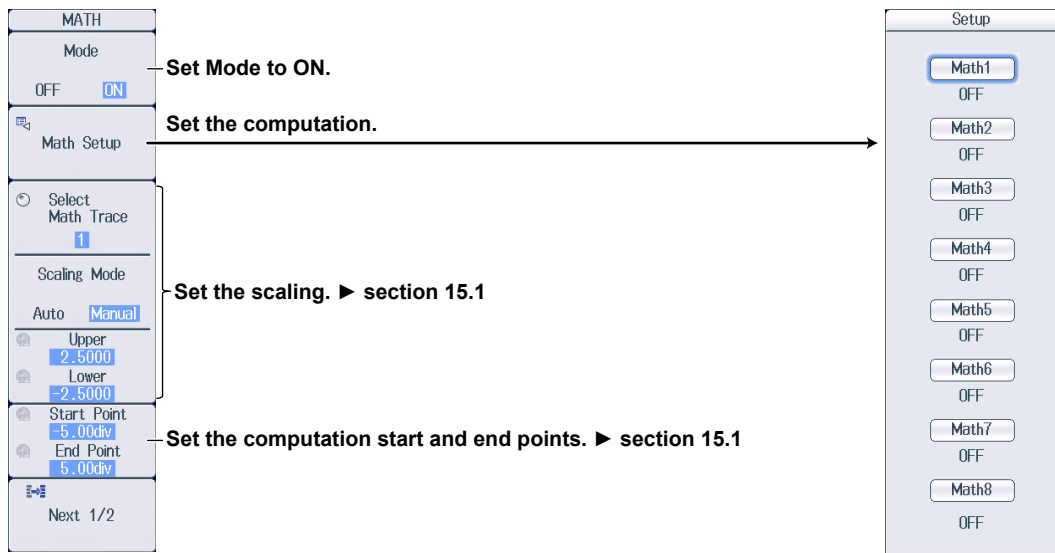 MATH
Mode
OFF ON
Set Mode to ON.
Math Setup
Set the computation.
Select
Math Trace
1
Scaling Mode
Auto Manual
Upper
2.5000
Lower
-2.5000
Set the scaling. ► section 15.1
Start Point
-5.00div
End Point
5.00div
Set the computation start and end points. ► section 15.1
Next 1/2
Setup
Math1
OFF
Math2
OFF
Math3
OFF
Math4
OFF
Math5
OFF
Math6
OFF
Math7
OFF
Math8
OFF